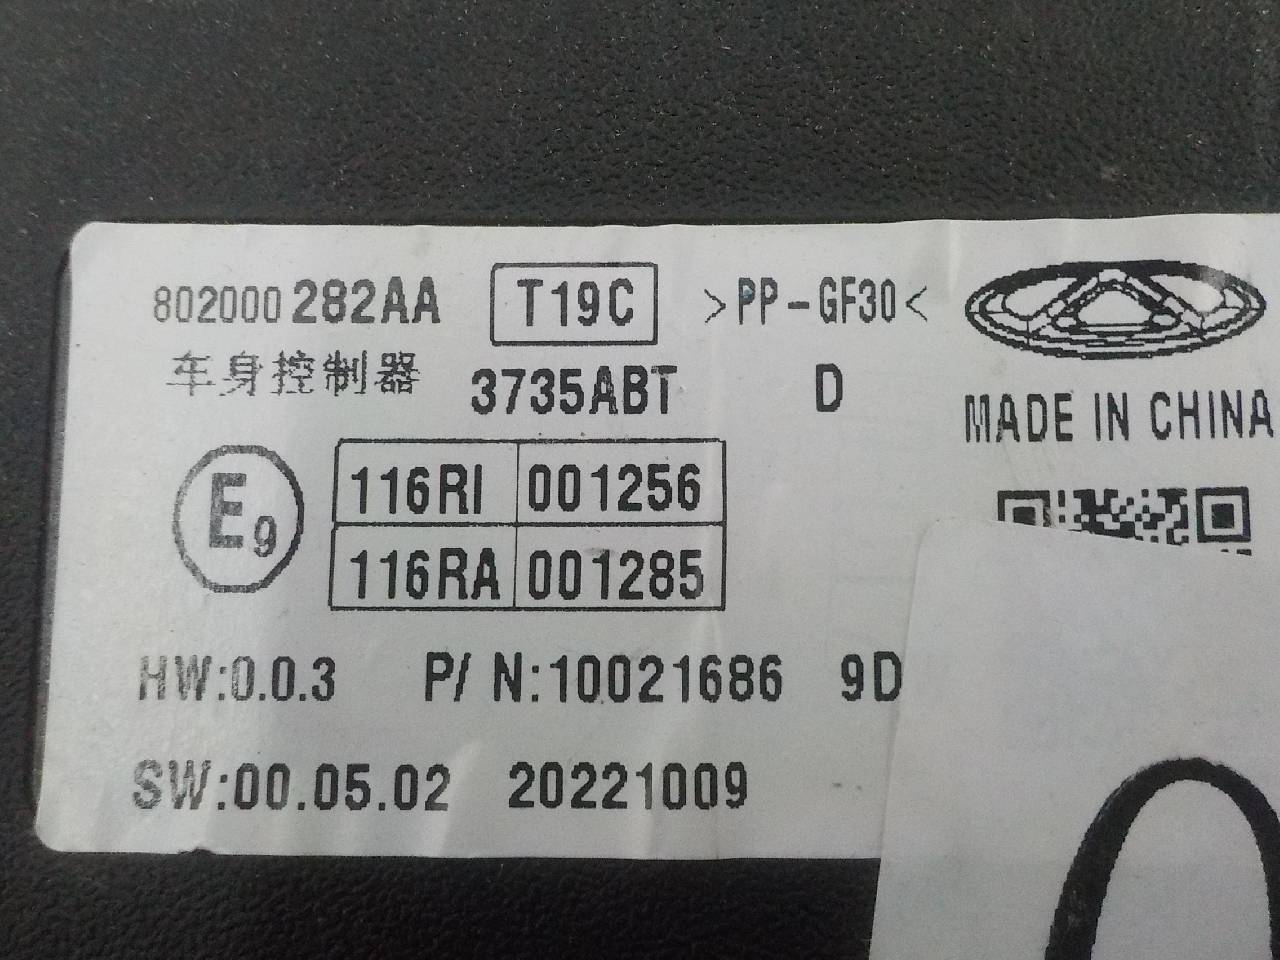 802000282AA T19C >PP-GF30<
车身控制器 3735ABT D
MADE IN CHINA
E9 116RI 001256
116RA 001285
HW:0.0.3 P/N:10021686 9D
SW:00.05.02 20221009